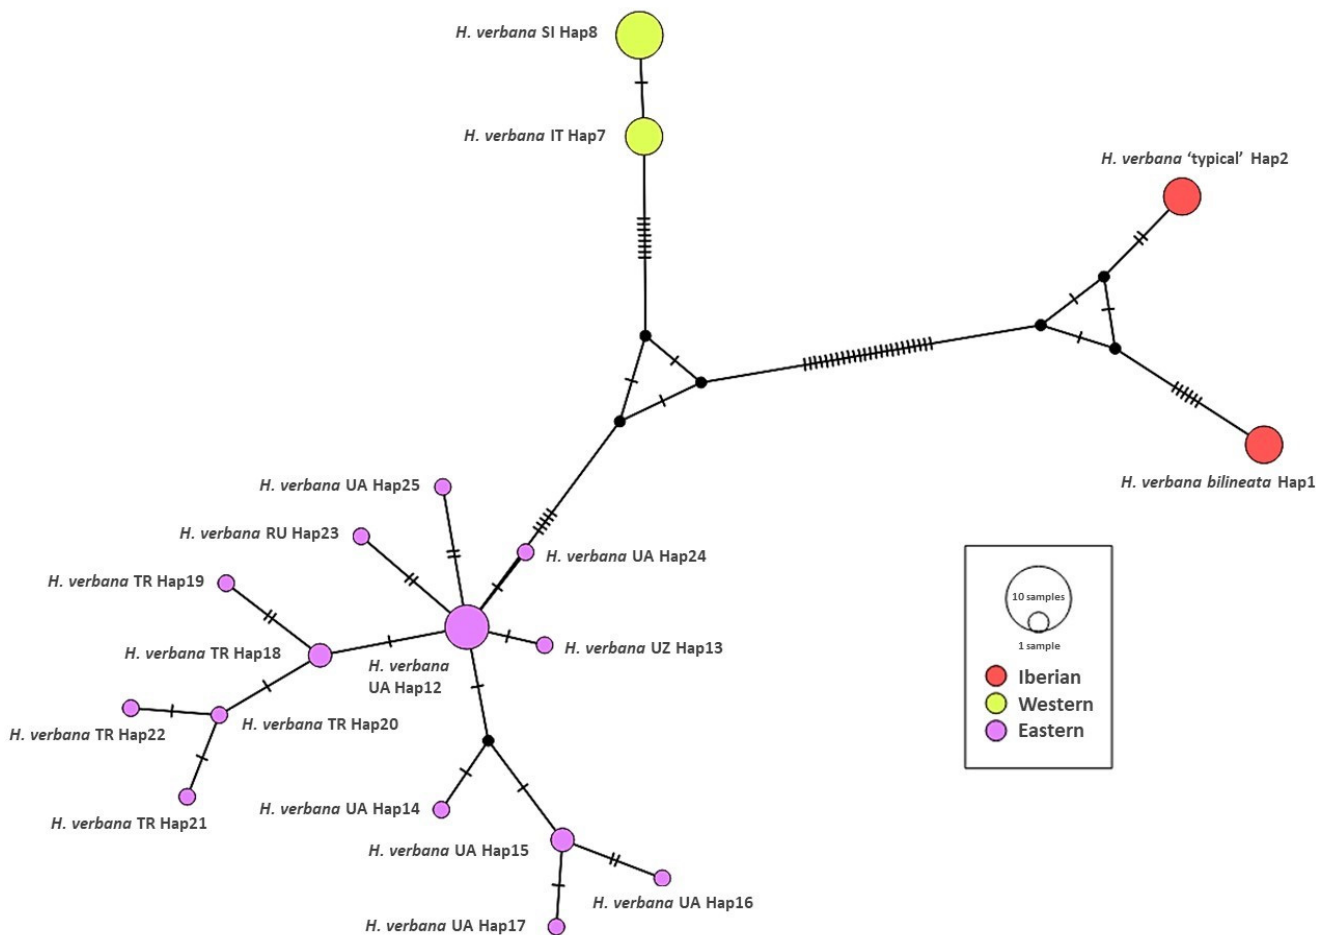 H. verbana SI Hap8
H. verbana IT Hap7
H. verbana ‘typical’ Hap2
H. verbana bilineata Hap1
H. verbana UA Hap25
H. verbana RU Hap23
H. verbana UA Hap24
H. verbana TR Hap19
H. verbana TR Hap18
H. verbana
UA Hap12
H. verbana UZ Hap13
H. verbana TR Hap20
H. verbana TR Hap22
H. verbana TR Hap21
H. verbana UA Hap14
H. verbana UA Hap15
H. verbana UA Hap16
H. verbana UA Hap17
10 samples
1 sample
Iberian
Western
Eastern